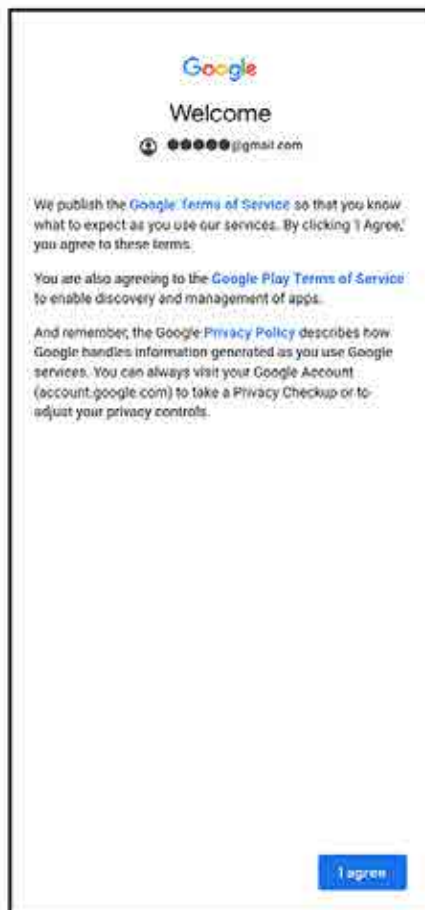 Google
Welcome
●●●●●@gmail.com
We publish the Google Terms of Service so that you know
what to expect as you use our services. By clicking 'I Agree,'
you agree to these terms.
You are also agreeing to the Google Play Terms of Service
to enable discovery and management of apps.
And remember, the Google Privacy Policy describes how
Google handles information generated as you use Google
services. You can always visit your Google Account
(account.google.com) to take a Privacy Checkup or to
adjust your privacy controls.
I agree